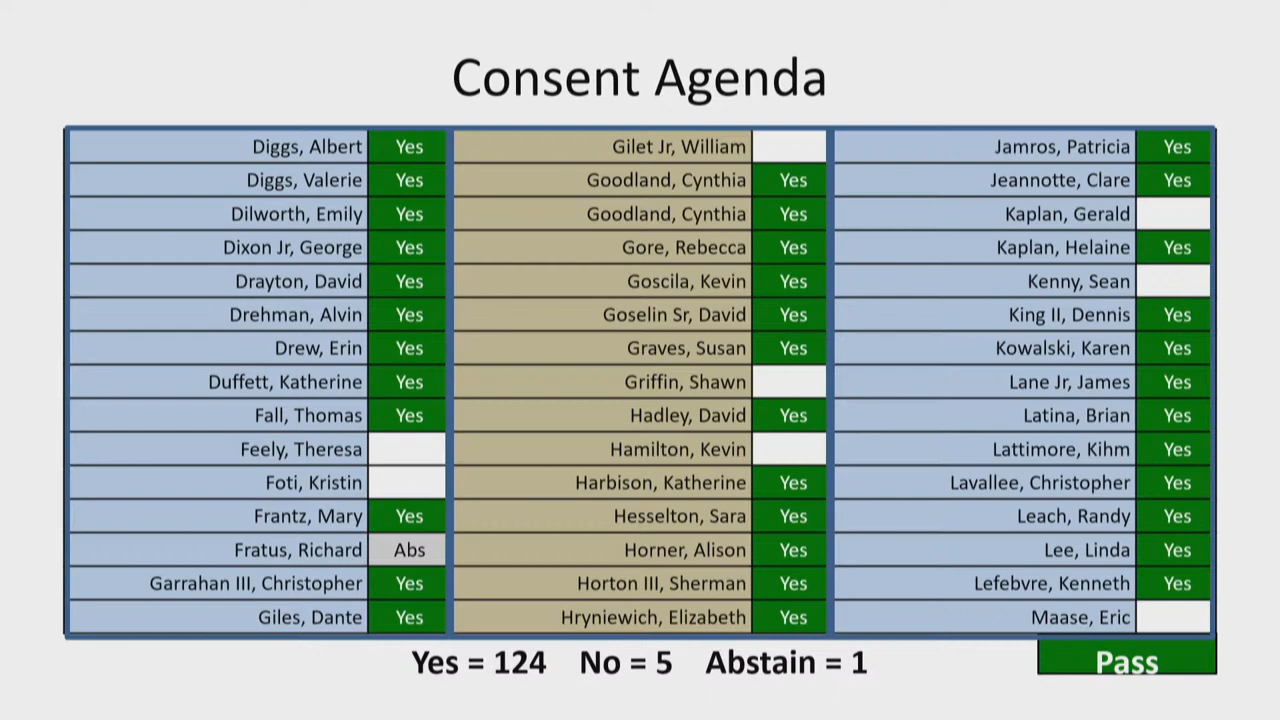 Consent Agenda
Diggs, Albert Yes Gilet Jr, William Jamros, Patricia Yes
Diggs, Valerie Yes Goodland, Cynthia Yes Jeannotte, Clare Yes
Dilworth, Emily Yes Goodland, Cynthia Yes Kaplan, Gerald
Dixon Jr, George Yes Gore, Rebecca Yes Kaplan, Helaine Yes
Drayton, David Yes Goscila, Kevin Yes Kenny, Sean
Drehman, Alvin Yes Goselin Sr, David Yes King II, Dennis Yes
Drew, Erin Yes Graves, Susan Yes Kowalski, Karen Yes
Duffett, Katherine Yes Griffin, Shawn Lane Jr, James Yes
Fall, Thomas Yes Hadley, David Yes Latina, Brian Yes
Feely, Theresa Hamilton, Kevin Lattimore, Kihm Yes
Foti, Kristin Harbison, Katherine Yes Lavallee, Christopher Yes
Frantz, Mary Yes Hesselton, Sara Yes Leach, Randy Yes
Fratus, Richard Abs Horner, Alison Yes Lee, Linda Yes
Garrahan III, Christopher Yes Horton III, Sherman Yes Lefebvre, Kenneth Yes
Giles, Dante Yes Hryniewich, Elizabeth Yes Maase, Eric
Yes = 124 No = 5 Abstain = 1 Pass